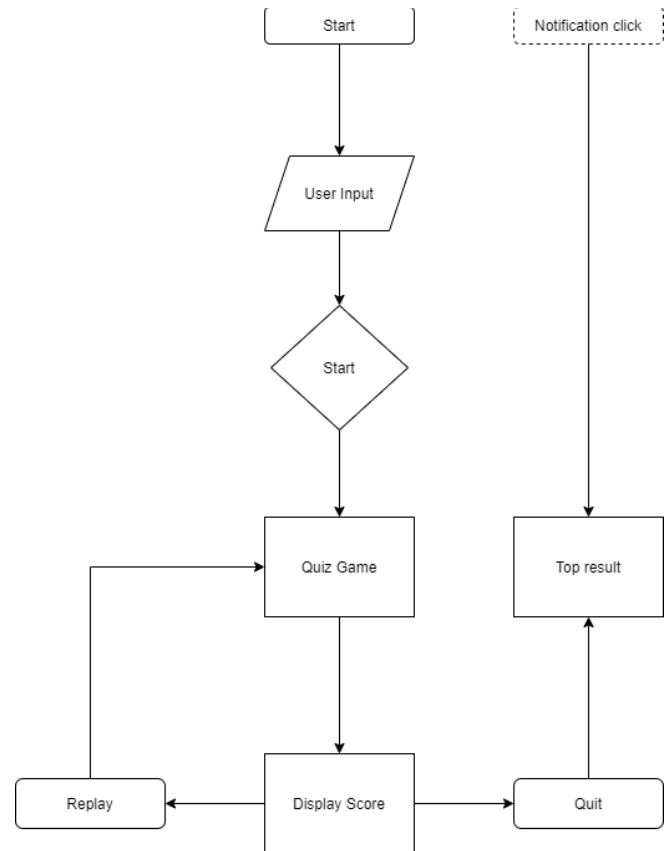 Start
Notification click
User Input
Start
Quiz Game
Top result
Replay
Display Score
Quit